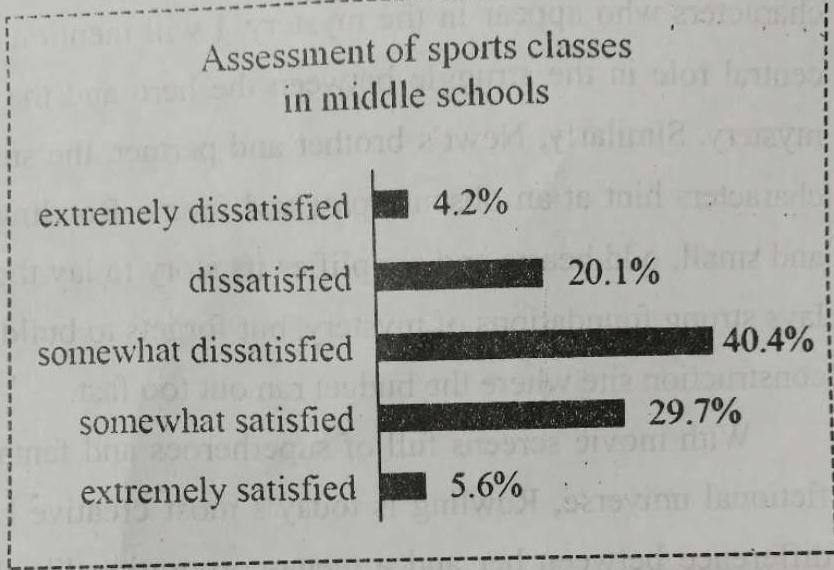 Assessment of sports classes
in middle schools
extremely dissatisfied 4.2%
dissatisfied 20.1%
somewhat dissatisfied 40.4%
somewhat satisfied 29.7%
extremely satisfied 5.6%